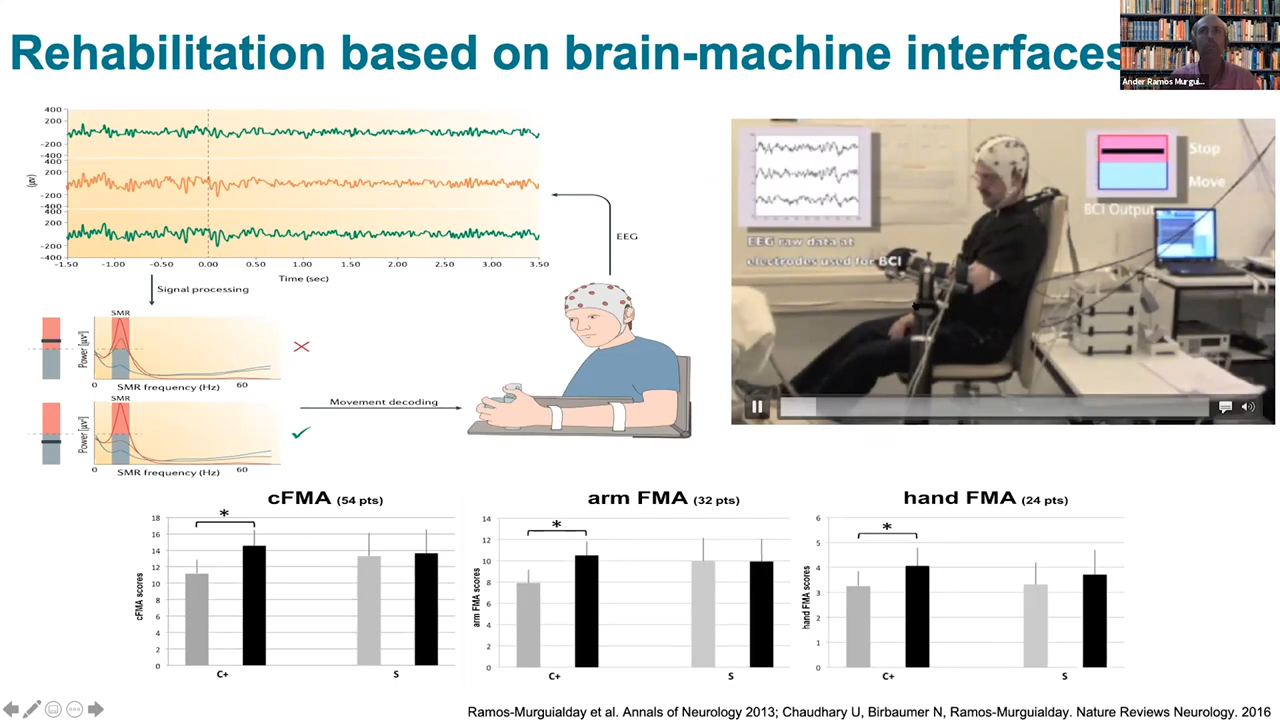 Rehabilitation based on brain-machine interfaces
Ander Ramos Murgui...
400
200
-200
-400
400
200
-200
-400
400
200
-200
-400
(µv)
-1.50 -1.00 -0.50 0.00 0.50 1.00 1.50 2.00 2.50 3.00 3.50
Time (sec)
EEG
Signal processing
SMR
Power [µv]
0 60
SMR frequency (Hz)
Movement decoding
SMR
Power [µv]
0 60
SMR frequency (Hz)
Stop
Move
BCI Output
EEG raw data at
electrodes used for BCI
cFMA (54 pts)
18
16
14
12
10
8
6
4
2
0
cFMA scores
*
C+ S
arm FMA (32 pts)
14
12
10
8
6
4
2
0
arm FMA scores
*
C+ S
hand FMA (24 pts)
6
5
4
3
2
1
0
hand FMA scores
*
C+ S
Ramos-Murguialday et al. Annals of Neurology 2013; Chaudhary U, Birbaumer N, Ramos-Murguialday. Nature Reviews Neurology. 2016